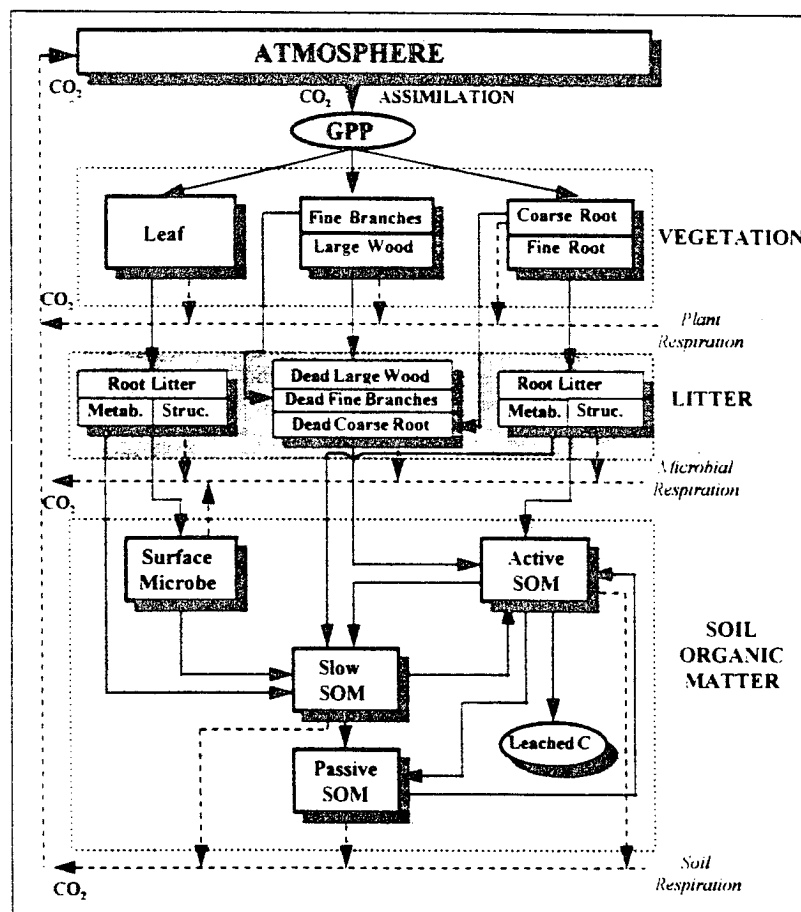 ATMOSPHERE
CO₂
CO₂ ASSIMILATION
GPP
Leaf
Fine Branches
Large Wood
Coarse Root
Fine Root
VEGETATION
CO₂
Plant
Respiration
Root Litter
Metab. Struc.
Dead Large Wood
Dead Fine Branches
Dead Coarse Root
Root Litter
Metab. Struc.
LITTER
Microbial
Respiration
CO₂
Surface
Microbe
Active
SOM
Slow
SOM
SOIL
ORGANIC
MATTER
Leached C
Passive
SOM
Soil
Respiration
CO₂